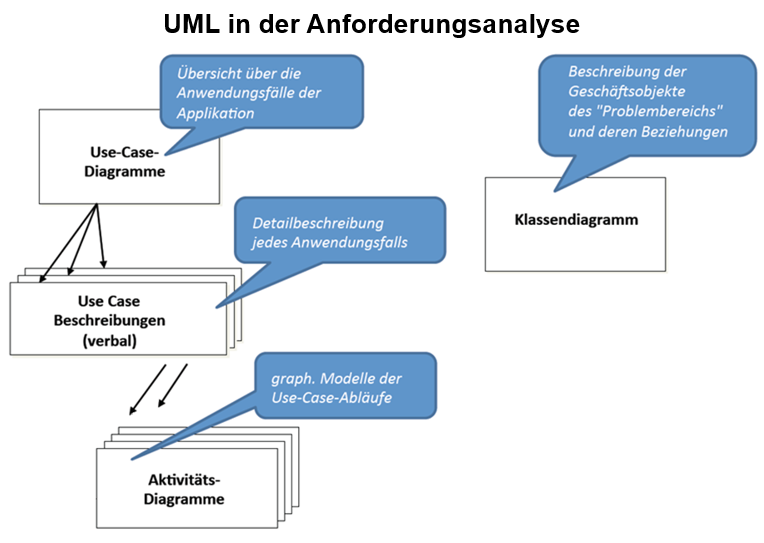 UML in der Anforderungsanalyse
Übersicht über die
Anwendungsfälle der
Applikation
Use-Case-
Diagramme
Beschreibung der
Geschäftsobjekte
des "Problembereichs"
und deren Beziehungen
Klassendiagramm
Detailbeschreibung
jedes Anwendungsfalls
Use Case
Beschreibungen
(verbal)
graph. Modelle der
Use-Case-Abläufe
Aktivitäts-
Diagramme